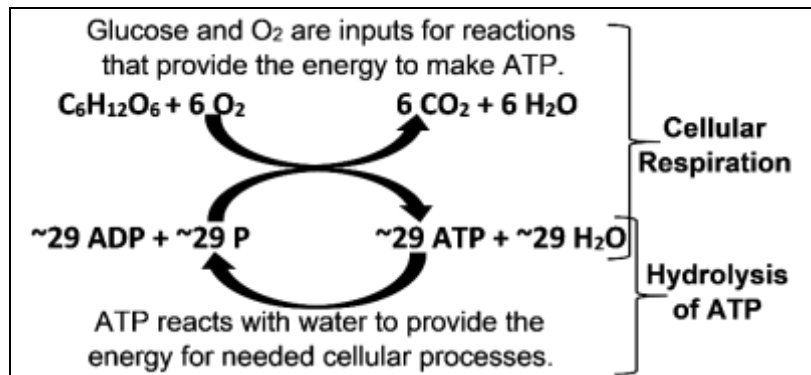 Glucose and O₂ are inputs for reactions
that provide the energy to make ATP.
C₆H₁₂O₆ + 6 O₂
6 CO₂ + 6 H₂O
Cellular
Respiration
~29 ADP + ~29 P
~29 ATP + ~29 H₂O
Hydrolysis
of ATP
ATP reacts with water to provide the
energy for needed cellular processes.